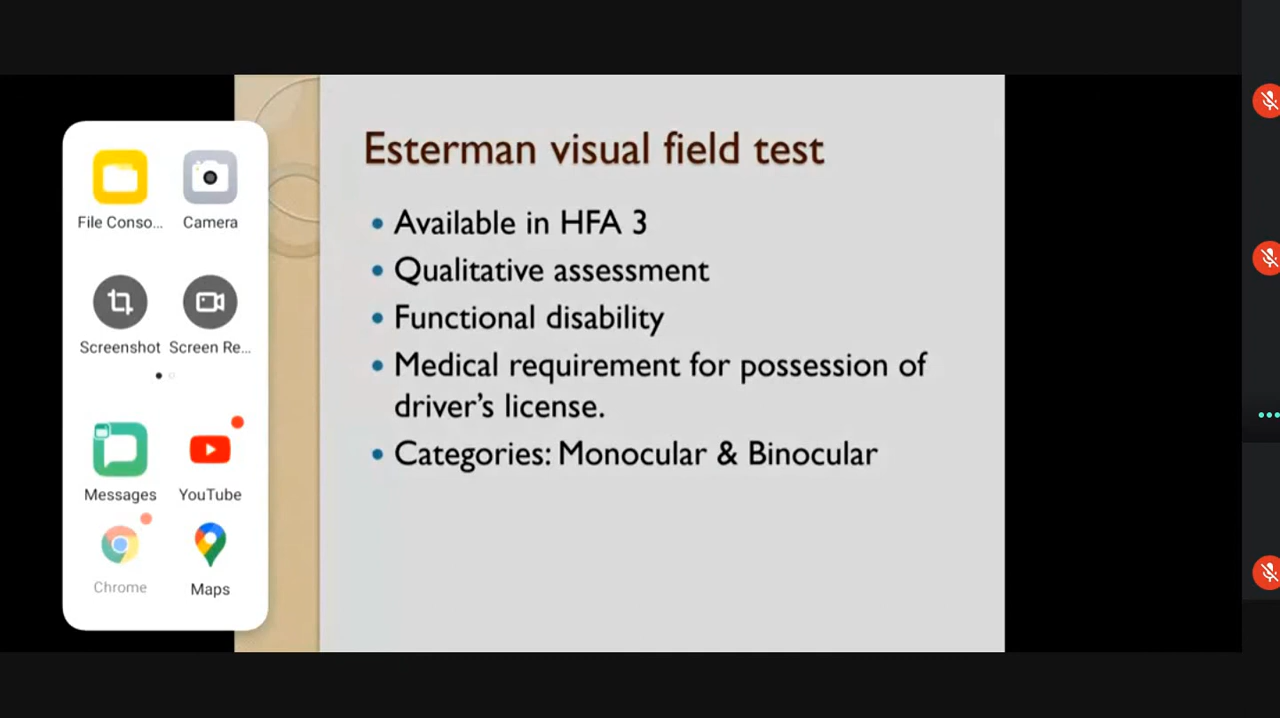 Esterman visual field test
• Available in HFA 3
• Qualitative assessment
• Functional disability
• Medical requirement for possession of
driver's license.
• Categories: Monocular & Binocular
File Conso...
Camera
Screenshot
Screen Re...
Messages
YouTube
Chrome
Maps